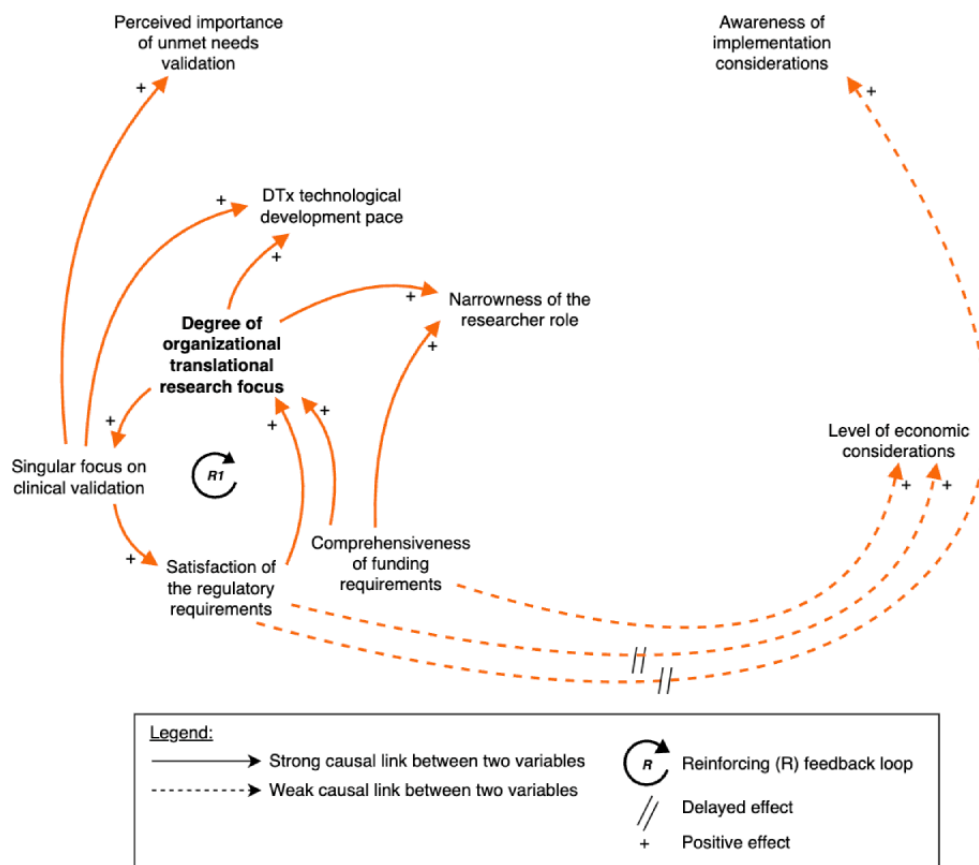 Perceived importance
of unmet needs
validation
+
Awareness of
implementation
considerations
+
DTx technological
development pace
+
+
Narrowness of the
researcher role
+
+
Degree of
organizational
translational
research focus
+
+
+
Singular focus on
clinical validation
R1
Level of economic
considerations
+
+
Comprehensiveness
of funding
requirements
+
Satisfaction of
the regulatory
requirements
Legend:
Strong causal link between two variables
Weak causal link between two variables
R
Reinforcing (R) feedback loop
Delayed effect
+ Positive effect